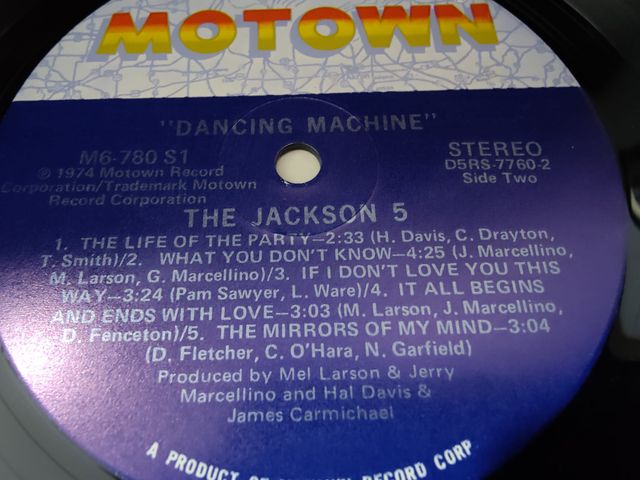 MOTOWN
"DANCING MACHINE"
M6-780 S1
℗ 1974 Motown Record
Corporation/Trademark Motown
Record Corporation
STEREO
D5RS-7760-2
Side Two
THE JACKSON 5
1. THE LIFE OF THE PARTY—2:33 (H. Davis, C. Drayton,
T. Smith)/2. WHAT YOU DON'T KNOW—4:25 (J. Marcellino,
M. Larson, G. Marcellino)/3. IF I DON'T LOVE YOU THIS
WAY—3:24 (Pam Sawyer, L. Ware)/4. IT ALL BEGINS
AND ENDS WITH LOVE—3:03 (M. Larson, J. Marcellino,
D. Fenceton)/5. THE MIRRORS OF MY MIND—3:04
(D. Fletcher, C. O'Hara, N. Garfield)
Produced by Mel Larson & Jerry
Marcellino and Hal Davis &
James Carmichael
A PRODUCT OF RECORD CORP